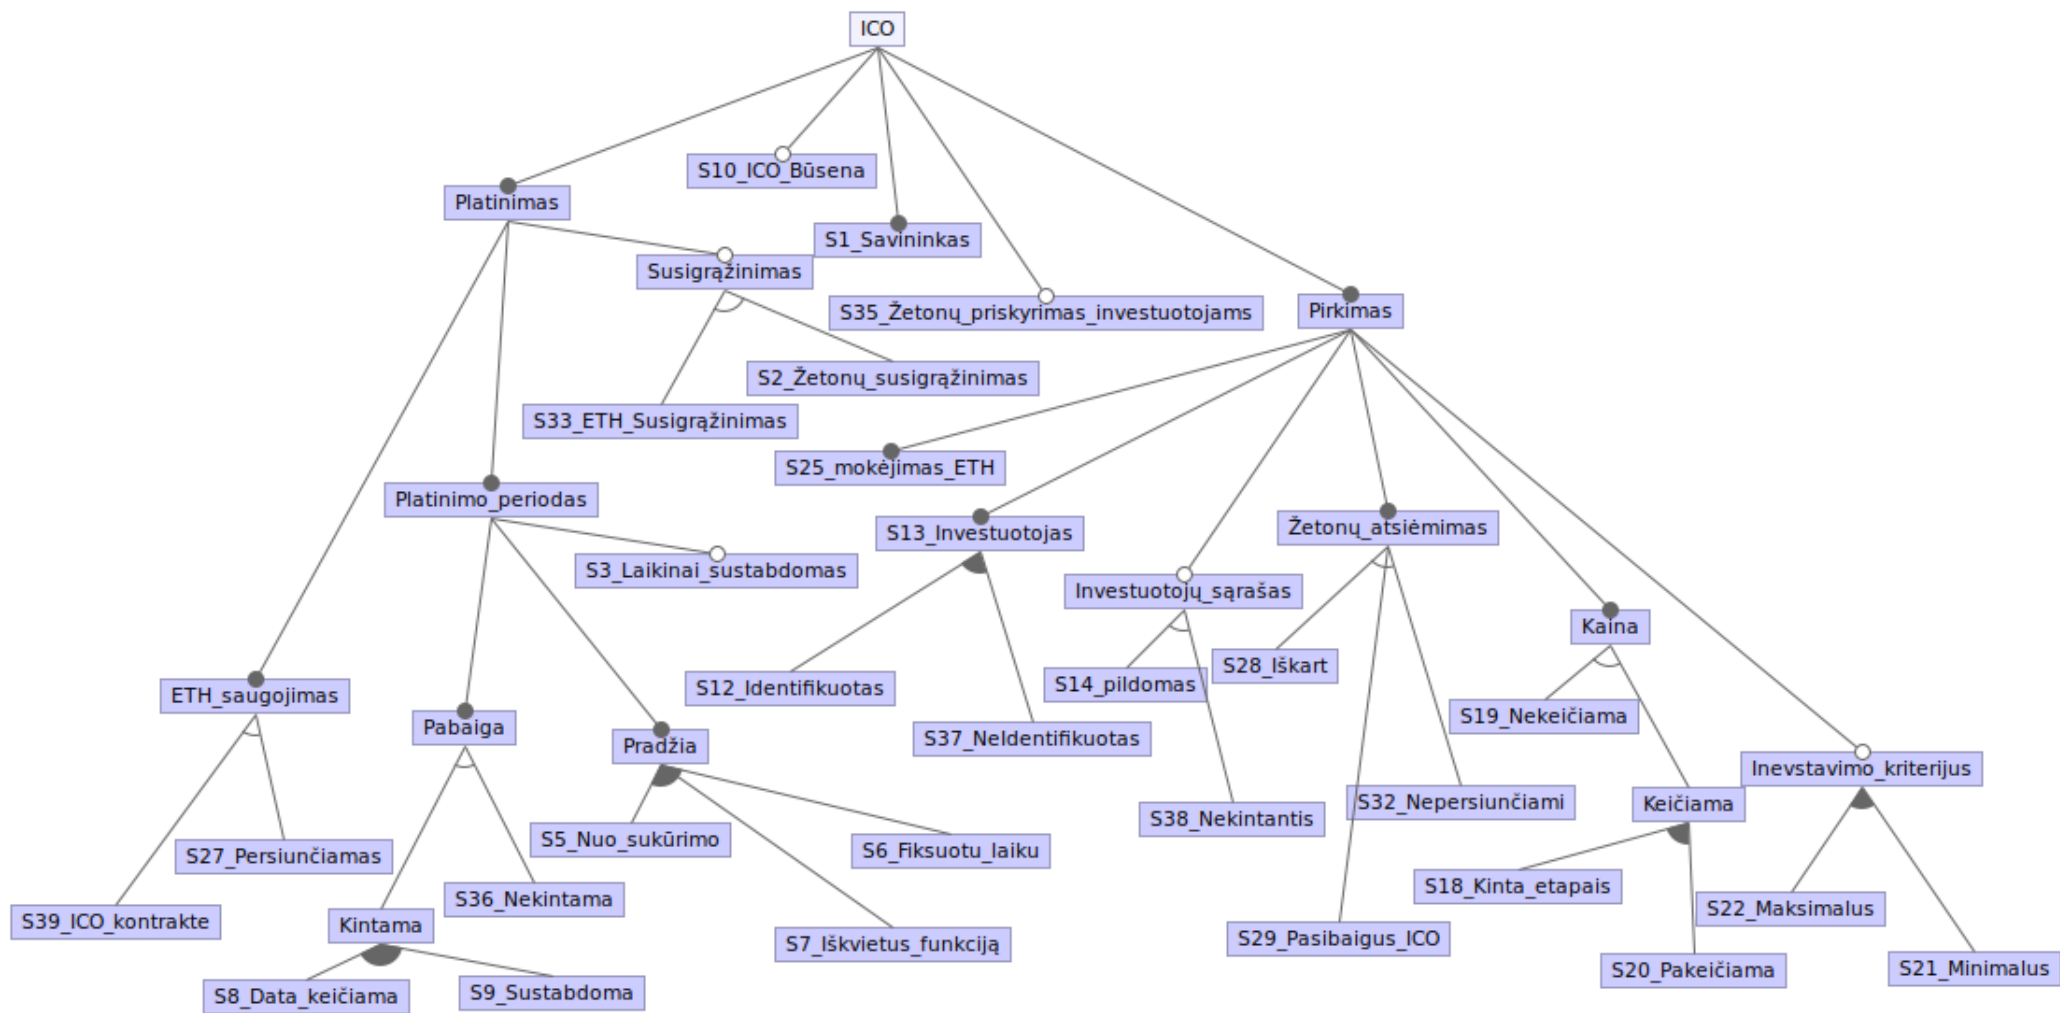 ICO
S10_ICO_Būsena
Platinimas
S1_Savininkas
Susigrąžinimas
S35_Žetonų_priskyrimas_investuotojams
Pirkimas
S2_Žetonų_susigrąžinimas
S33_ETH_Susigrąžinimas
S25_mokėjimas_ETH
Platinimo_periodas
S13_Investuotojas
Žetonų_atsiėmimas
S3_Laikinai_sustabdomas
Investuotojų_sąrašas
Kaina
S28_Iškart
S14_pildomas
S12_Identifikuotas
ETH_saugojimas
S19_Nekeičiama
Pabaiga
S37_NeIdentifikuotas
Pradžia
Inevstavimo_kriterijus
S32_Nepersiunčiami
Keičiama
S38_Nekintantis
S5_Nuo_sukūrimo
S6_Fiksuotu_laiku
S27_Persiunčiamas
S18_Kinta_etapais
S36_Nekintama
S22_Maksimalus
S39_ICO_kontrakte
Kintama
S29_Pasibaigus_ICO
S7_Iškvietus_funkciją
S21_Minimalus
S20_Pakeičiama
S9_Sustabdoma
S8_Data_keičiama